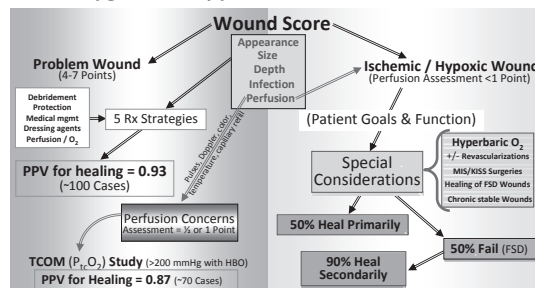 Wound Score
Appearance
Size
Depth
Infection
Perfusion
Problem Wound
(4-7 Points)
Debridement
Protection
Medical mgmt
Dressing agents
Perfusion / O₂
5 Rx Strategies
PPV for healing = 0.93
(~100 Cases)
Pulses, Doppler, color,
temperature, capillary refill
Perfusion Concerns
Assessment = ½ or 1 Point
TCOM (PtcO₂) Study (>200 mmHg with HBO)
PPV for Healing = 0.87 (~70 Cases)
Ischemic / Hypoxic Wound
(Perfusion Assessment <1 Point)
(Patient Goals & Function)
Special
Considerations
Hyperbaric O₂
+/- Revascularizations
MIS/KISS Surgeries
Healing of FSD Wounds
Chronic stable Wounds
50% Heal Primarily
50% Fail (FSD)
90% Heal
Secondarily